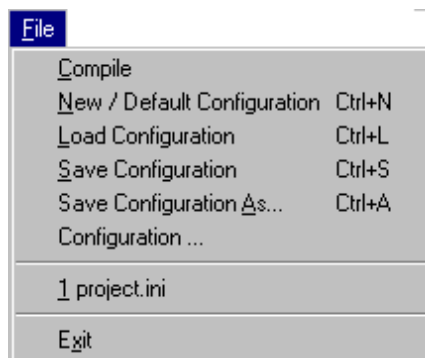 File
Compile
New / Default Configuration Ctrl+N
Load Configuration Ctrl+L
Save Configuration Ctrl+S
Save Configuration As... Ctrl+A
Configuration ...
1 project.ini
Exit